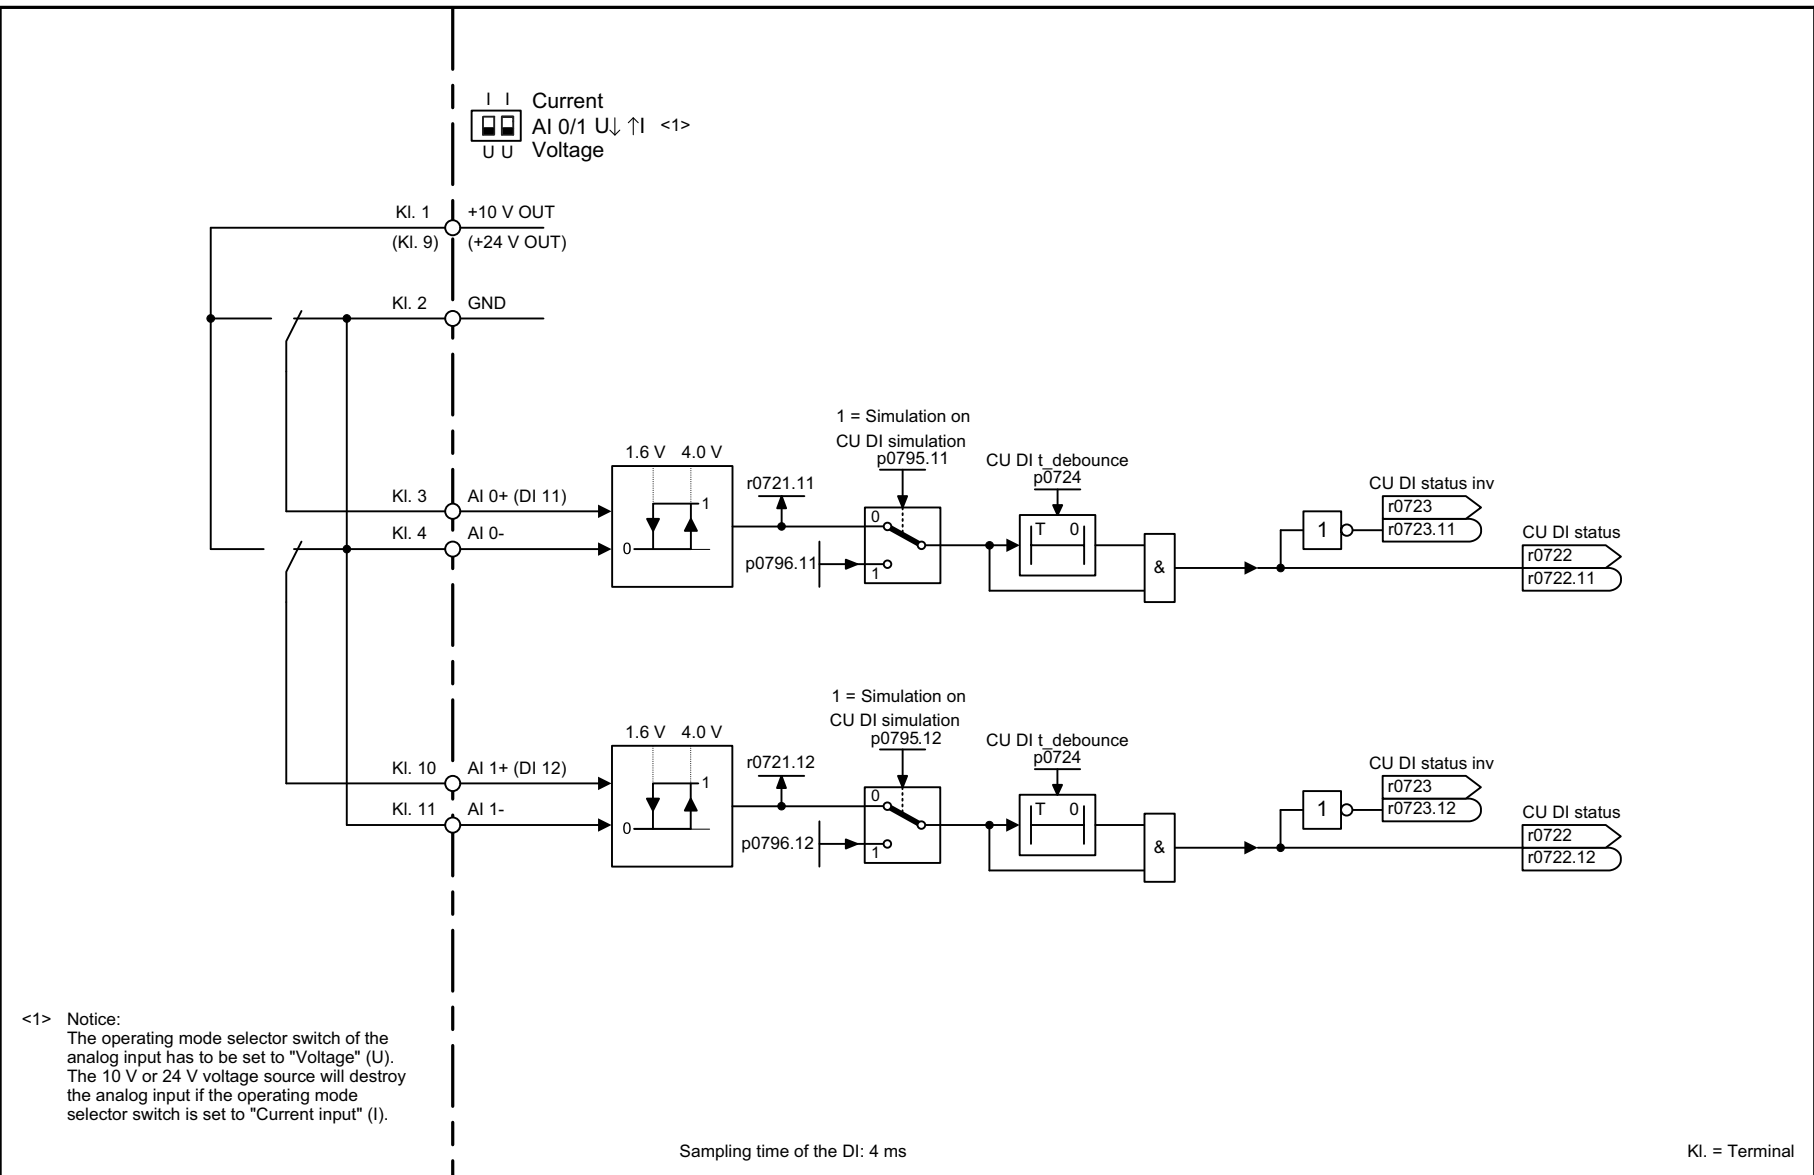 I I Current
AI 0/1 U↓ ↑I <1>
U U Voltage
Kl. 1 +10 V OUT
(Kl. 9) (+24 V OUT)
Kl. 2 GND
1 = Simulation on
CU DI simulation
p0795.11
1.6 V 4.0 V
CU DI t_debounce
p0724
r0721.11
CU DI status inv
r0723
r0723.11
Kl. 3 AI 0+ (DI 11)
1
0
T 0
1
CU DI status
r0722
r0722.11
Kl. 4 AI 0-
0
p0796.11
1
&
1 = Simulation on
CU DI simulation
p0795.12
1.6 V 4.0 V
CU DI t_debounce
p0724
r0721.12
CU DI status inv
r0723
r0723.12
Kl. 10 AI 1+ (DI 12)
1
0
T 0
1
CU DI status
r0722
r0722.12
Kl. 11 AI 1-
0
p0796.12
1
&
<1> Notice:
The operating mode selector switch of the
analog input has to be set to "Voltage" (U).
The 10 V or 24 V voltage source will destroy
the analog input if the operating mode
selector switch is set to "Current input" (I).
Sampling time of the DI: 4 ms
Kl. = Terminal